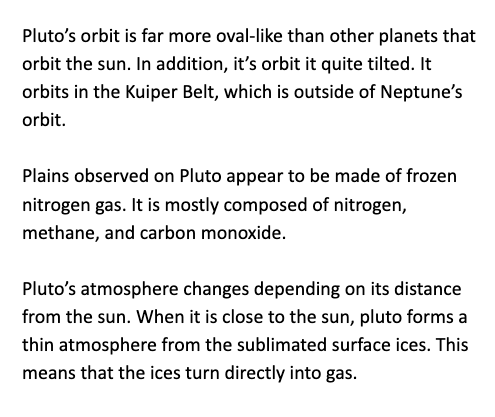 Pluto’s orbit is far more oval-like than other planets that
orbit the sun. In addition, it’s orbit it quite tilted. It
orbits in the Kuiper Belt, which is outside of Neptune’s
orbit.
Plains observed on Pluto appear to be made of frozen
nitrogen gas. It is mostly composed of nitrogen,
methane, and carbon monoxide.
Pluto’s atmosphere changes depending on its distance
from the sun. When it is close to the sun, pluto forms a
thin atmosphere from the sublimated surface ices. This
means that the ices turn directly into gas.